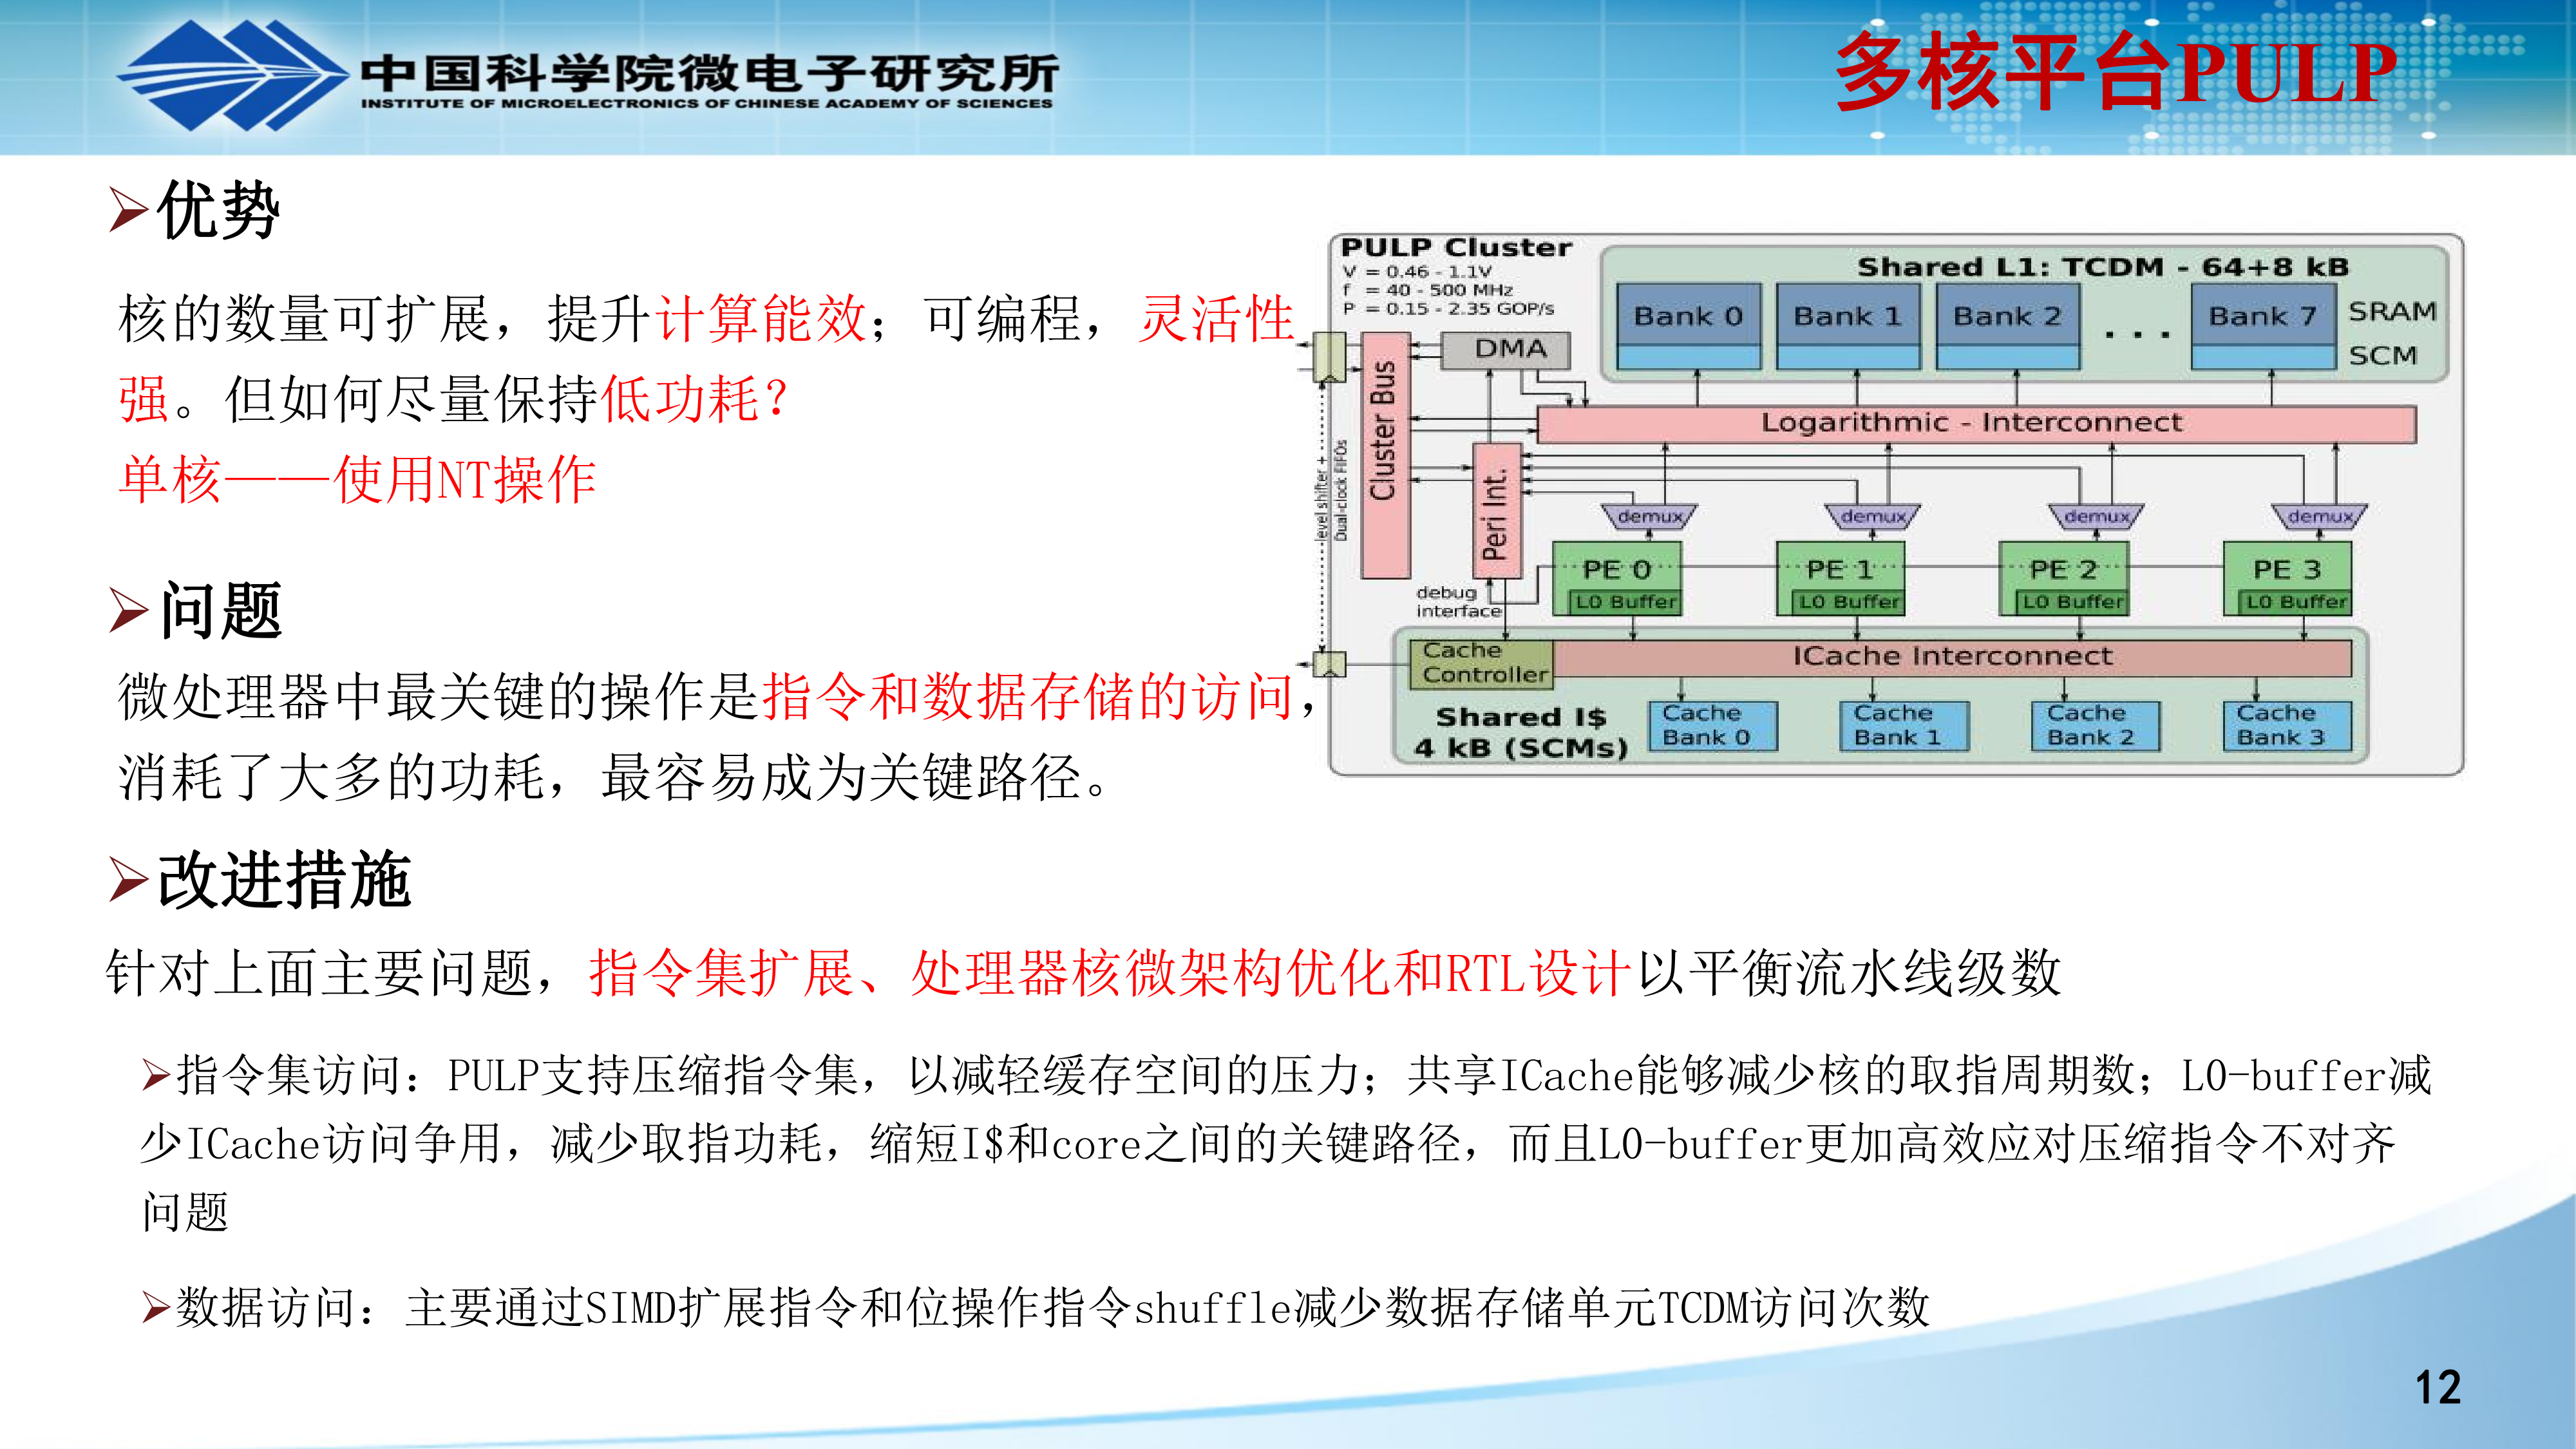 中国科学院微电子研究所
INSTITUTE OF MICROELECTRONICS OF CHINESE ACADEMY OF SCIENCES
多核平台PULP
优势
核的数量可扩展，提升计算能效；可编程，灵活性
强。但如何尽量保持低功耗？
单核——使用NT操作
问题
微处理器中最关键的操作是指令和数据存储的访问，
消耗了大多的功耗，最容易成为关键路径。
PULP Cluster
V = 0.46 - 1.1V
f = 40 - 500 MHz
P = 0.15 - 2.35 GOP/s
Shared L1: TCDM - 64+8 kB
Bank 0
Bank 1
Bank 2
. . .
Bank 7
SRAM
SCM
DMA
Cluster Bus
Logarithmic - Interconnect
level shifter +
Dual-clock FIFOs
Peri Int.
demux
demux
demux
demux
PE 0
PE 1
PE 2
PE 3
L0 Buffer
L0 Buffer
L0 Buffer
L0 Buffer
debug
interface
Cache
Controller
ICache Interconnect
Shared I$
4 kB (SCMs)
Cache
Bank 0
Cache
Bank 1
Cache
Bank 2
Cache
Bank 3
改进措施
针对上面主要问题，指令集扩展、处理器核微架构优化和RTL设计以平衡流水线级数
指令集访问：PULP支持压缩指令集，以减轻缓存空间的压力；共享ICache能够减少核的取指周期数；L0-buffer减
少ICache访问争用，减少取指功耗，缩短I$和core之间的关键路径，而且L0-buffer更加高效应对压缩指令不对齐
问题
数据访问：主要通过SIMD扩展指令和位操作指令shuffle减少数据存储单元TCDM访问次数
12